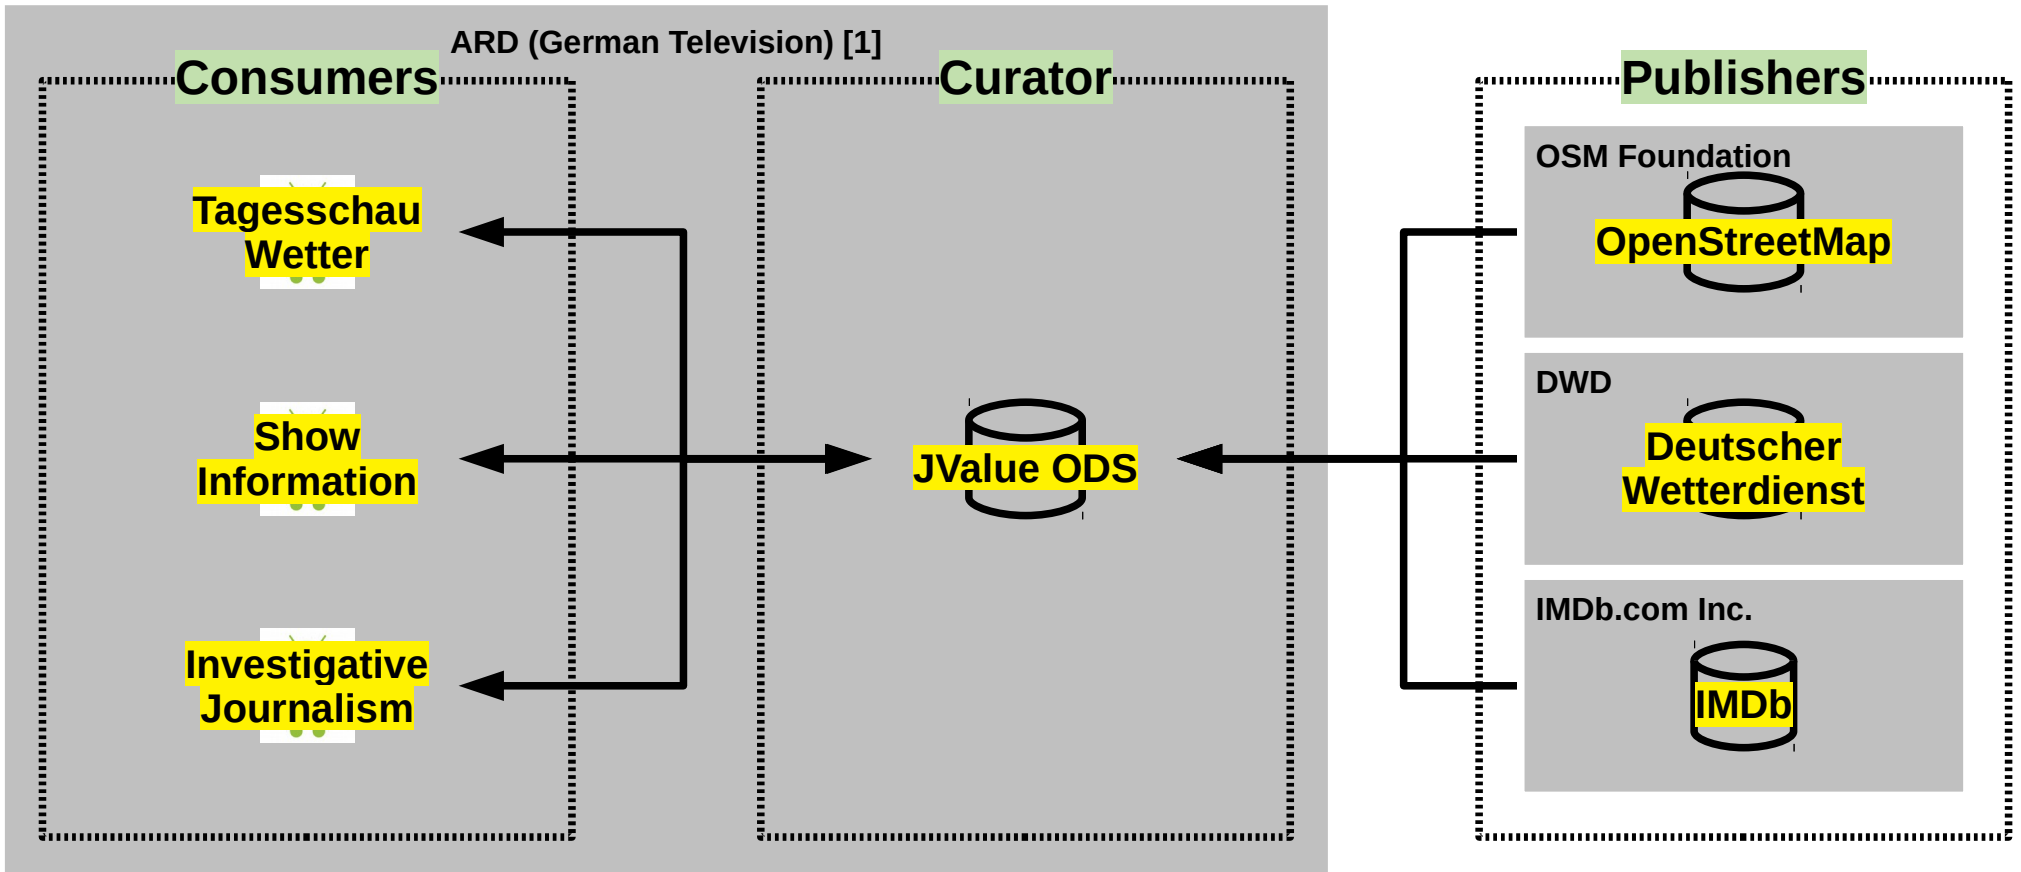 ARD (German Television) [1]
Consumers
Curator
Publishers
Tagesschau
Wetter
Show
Information
Investigative
Journalism
JValue ODS
OSM Foundation
OpenStreetMap
DWD
Deutscher
Wetterdienst
IMDb.com Inc.
IMDb